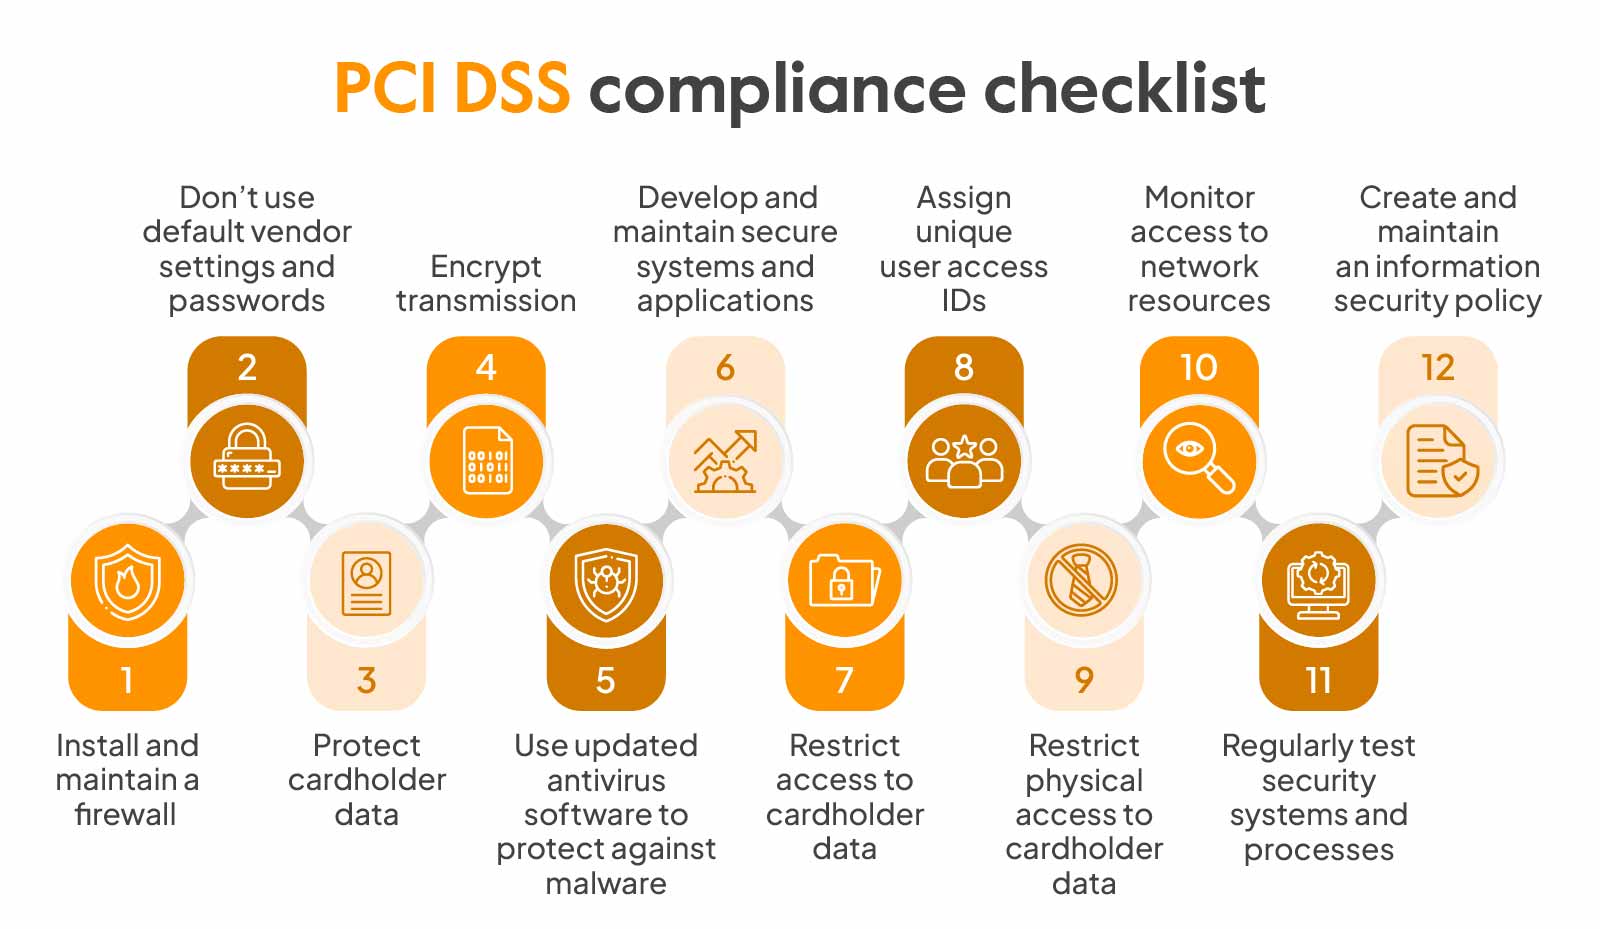 PCI DSS compliance checklist
1
Install and
maintain a
firewall
Don’t use
default vendor
settings and
passwords
2
****_
3
Protect
cardholder
data
Encrypt
transmission
4
00101
01011
00101
5
Use updated
antivirus
software to
protect against
malware
Develop and
maintain secure
systems and
applications
6
7
Restrict
access to
cardholder
data
Assign
unique
user access
IDs
8
9
Restrict
physical
access to
cardholder
data
Monitor
access to
network
resources
10
11
Regularly test
security
systems and
processes
Create and
maintain
an information
security policy
12